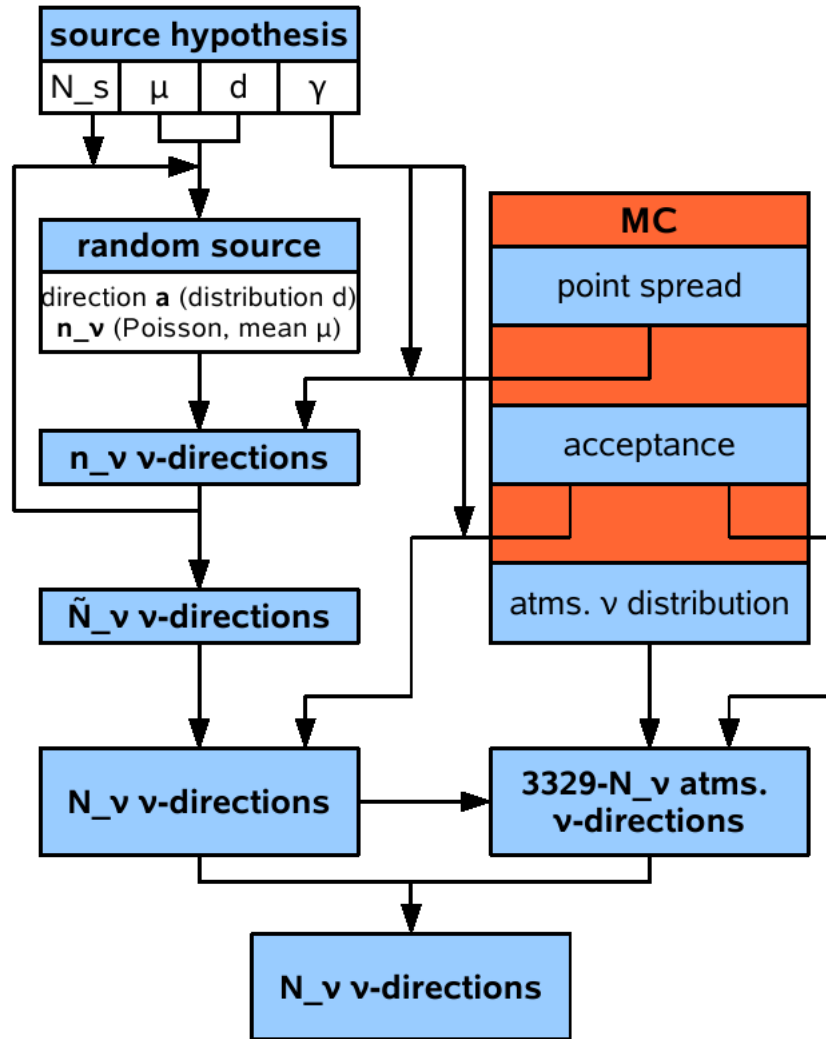 source hypothesis
N_s μ d γ
random source
direction a (distribution d)
n_ν (Poisson, mean μ)
n_ν ν-directions
Ñ_ν ν-directions
N_ν ν-directions
MC
point spread
acceptance
atms. ν distribution
3329-N_ν atms.
ν-directions
N_ν ν-directions